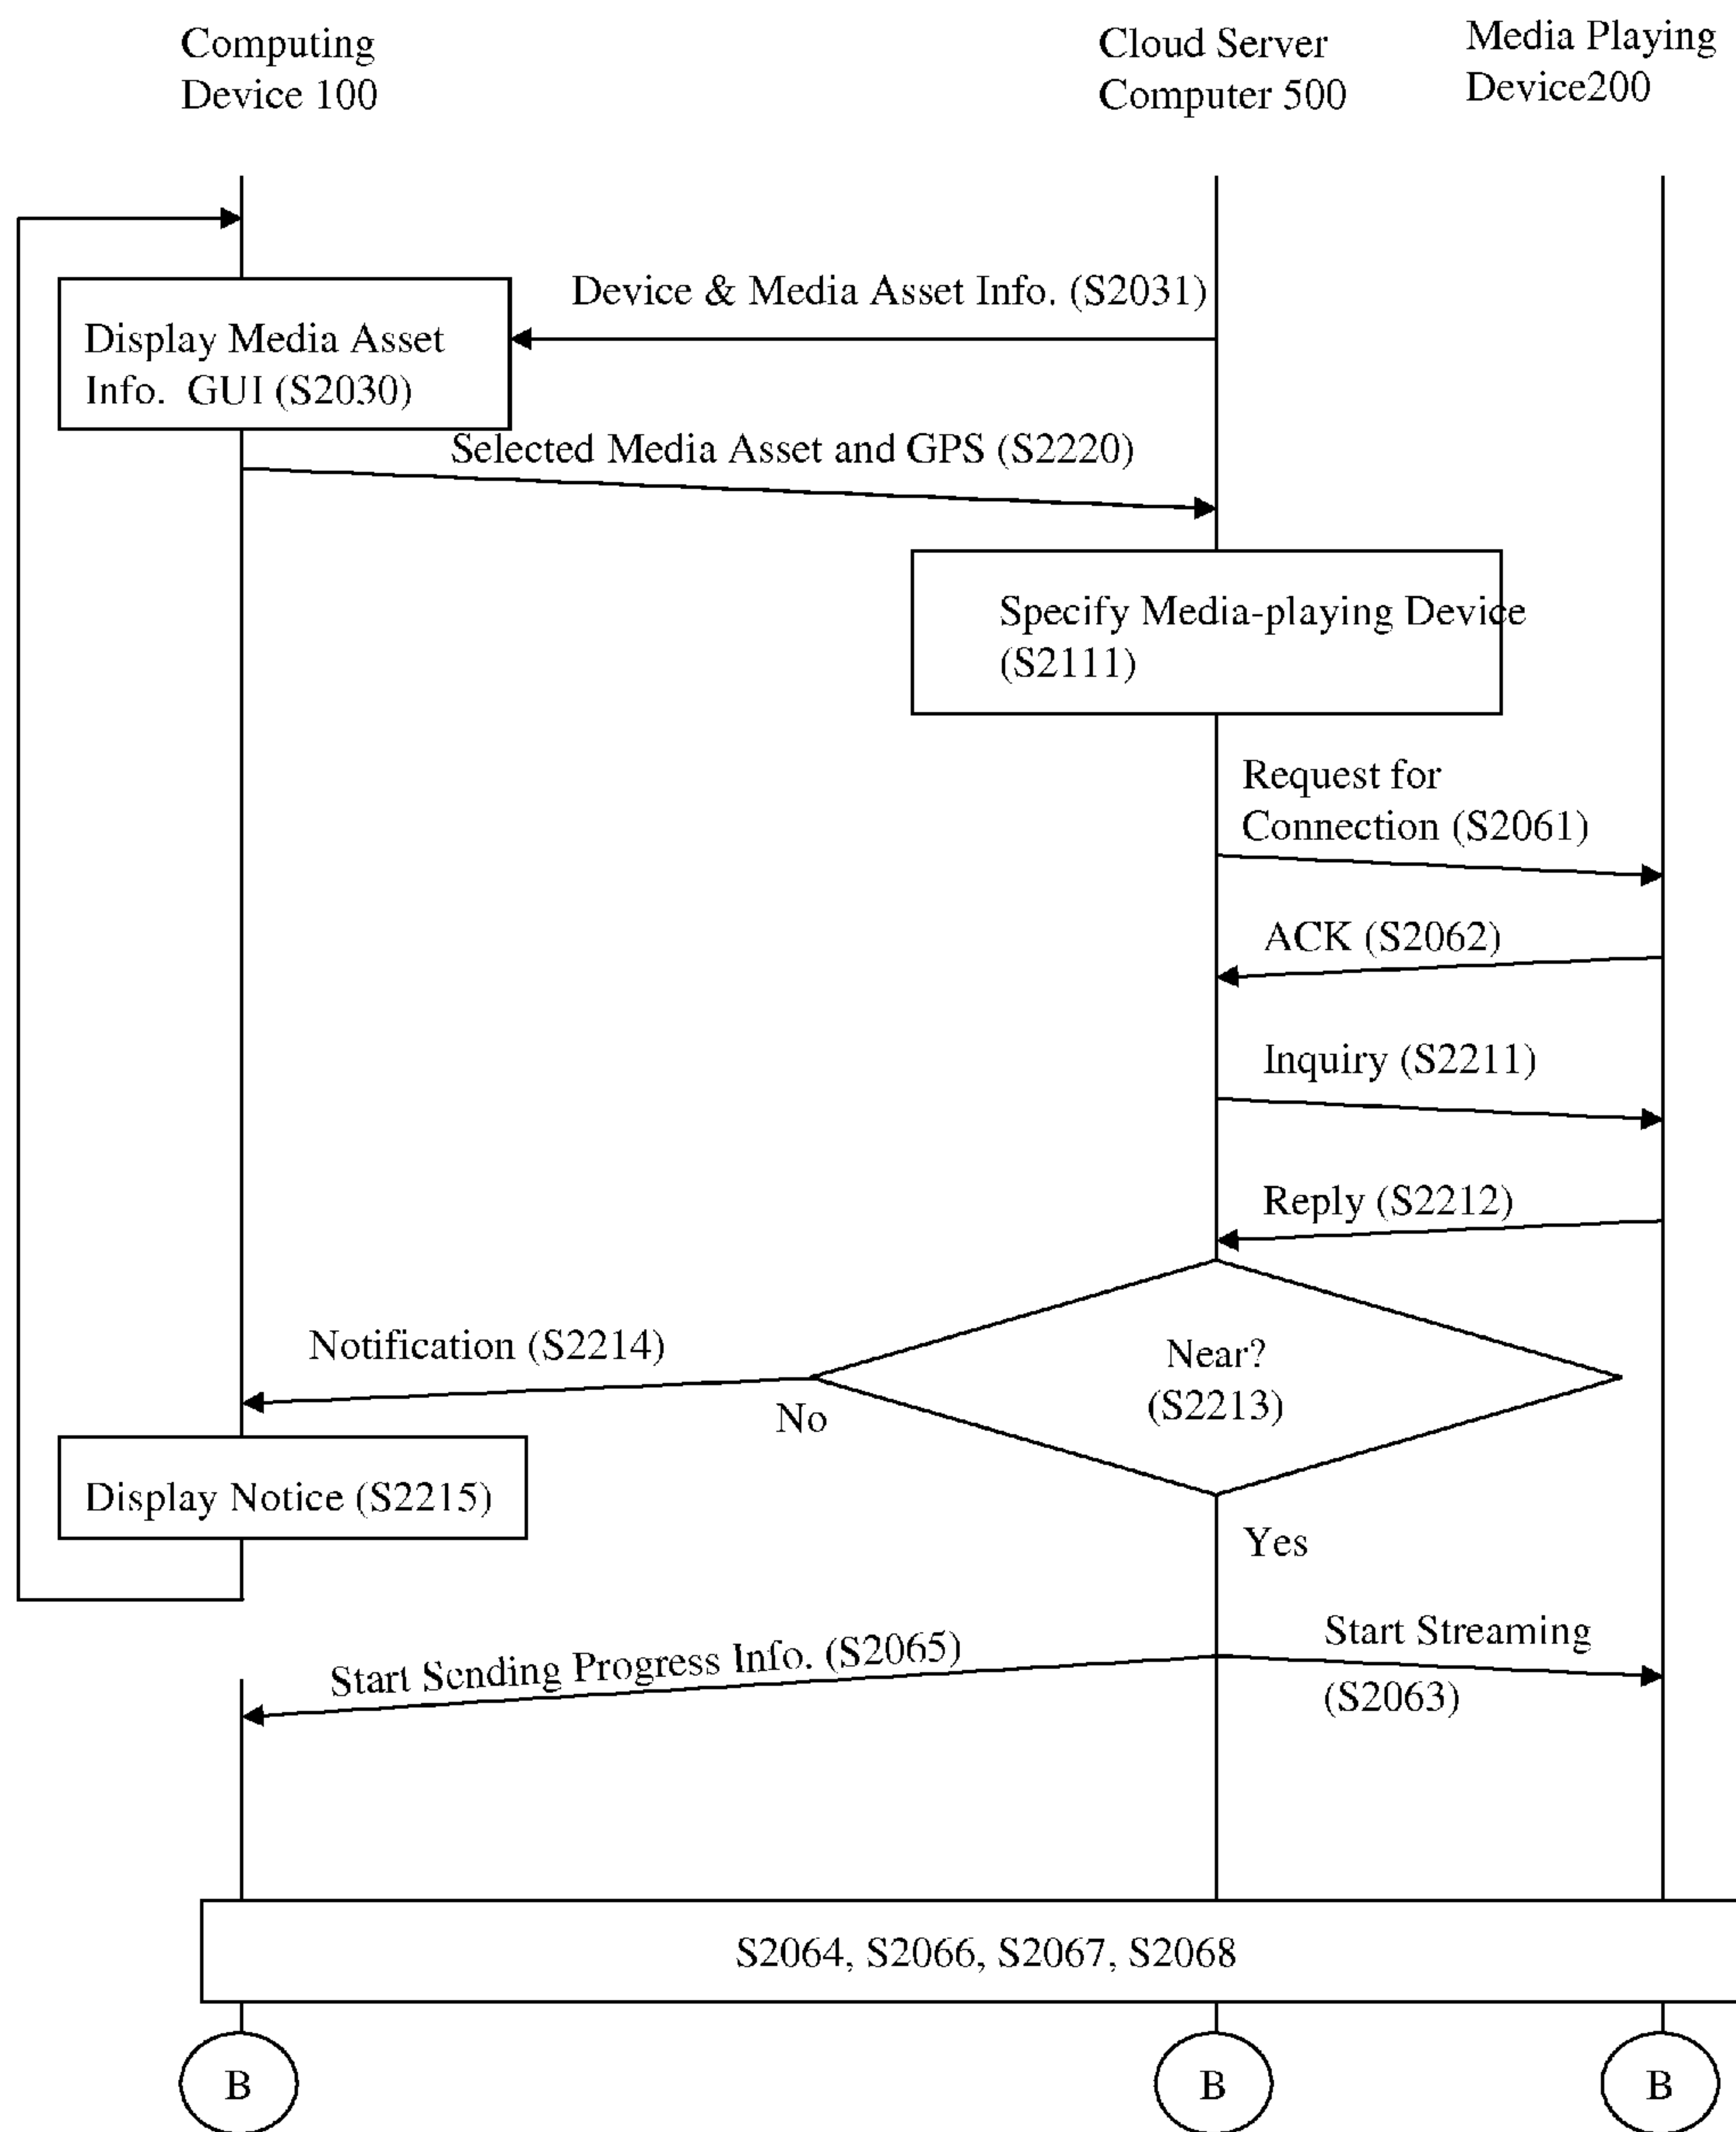 Computing
Device 100
Cloud Server
Computer 500
Media Playing
Device200
Device & Media Asset Info. (S2031)
Display Media Asset
Info. GUI (S2030)
Selected Media Asset and GPS (S2220)
Specify Media-playing Device
(S2111)
Request for
Connection (S2061)
ACK (S2062)
Inquiry (S2211)
Reply (S2212)
Notification (S2214)
Near?
(S2213)
No
Display Notice (S2215)
Yes
Start Streaming
(S2063)
Start Sending Progress Info. (S2065)
S2064, S2066, S2067, S2068
B
B
B